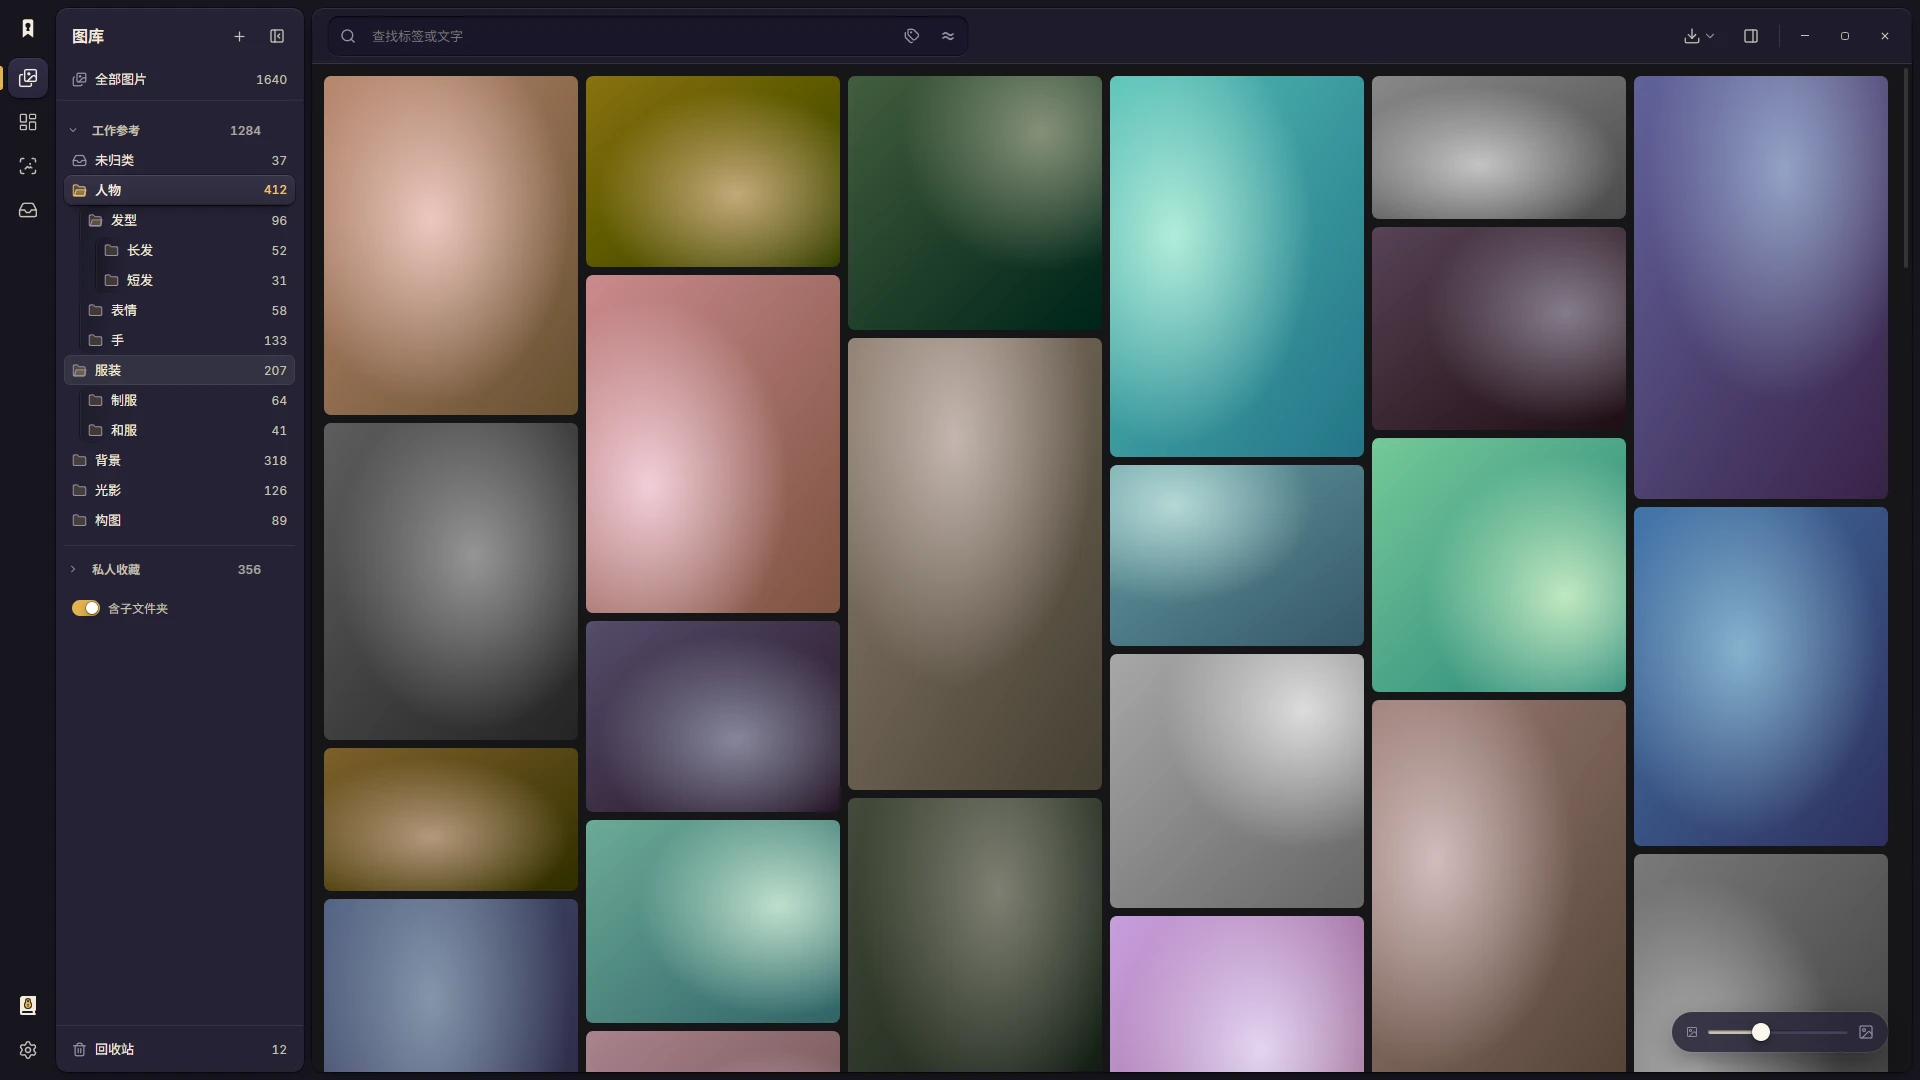 图库
查找标签或文字
全部图片 1640
工作参考 1284
未归类 37
人物 412
发型 96
长发 52
短发 31
表情 58
手 133
服装 207
制服 64
和服 41
背景 318
光影 126
构图 89
私人收藏 356
含子文件夹
回收站 12